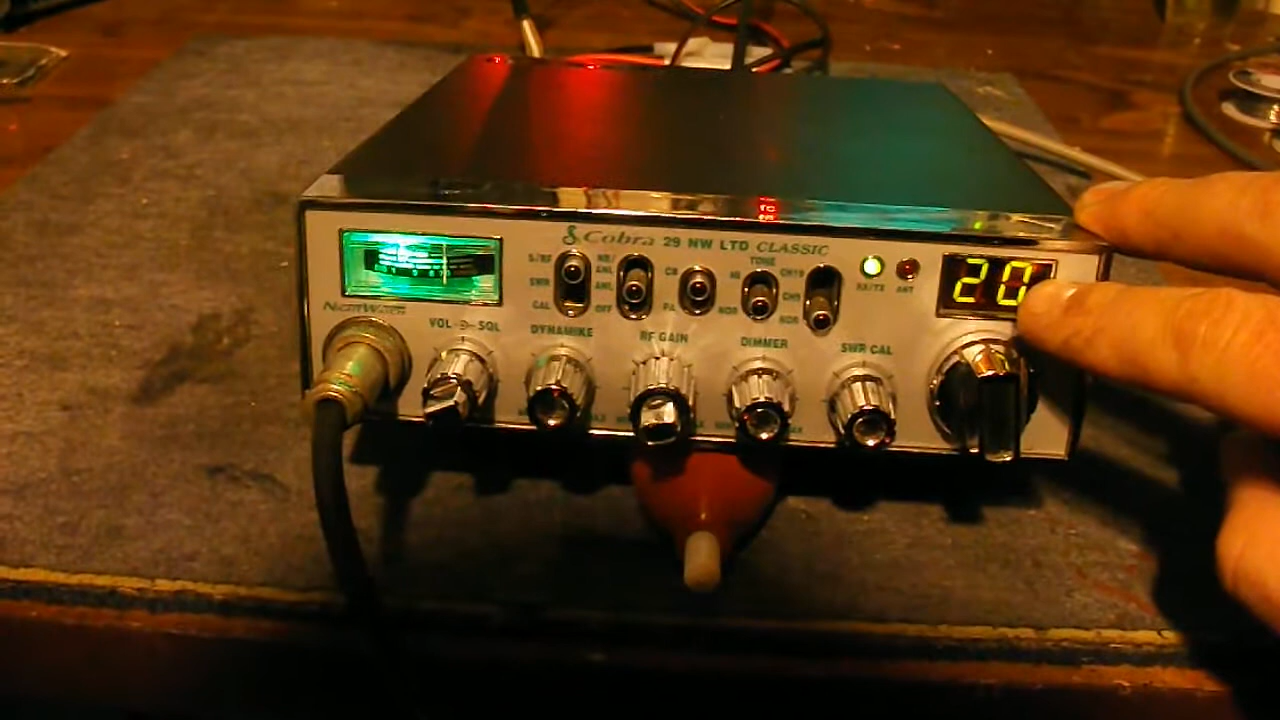 Cobra 29 NW LTD CLASSIC
S/RF
SWR
CAL
NB/
ANL
ANL
OFF
CB
PA
TONE
HI
NOR
CH19
CH9
NOR
RX/TX
ANT
20
NIGHTWATCH
VOL SQL
DYNAMIKE
RF GAIN
DIMMER
SWR CAL